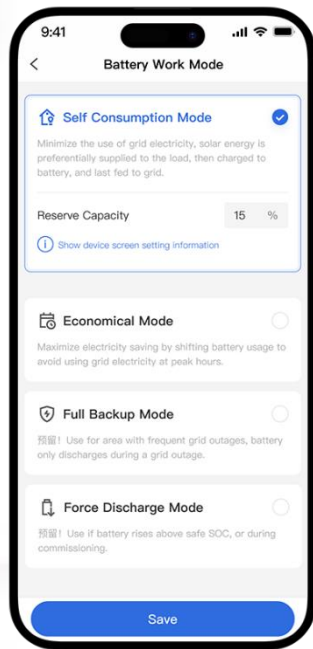 9:41
Battery Work Mode
Self Consumption Mode
Minimize the use of grid electricity, solar energy is
preferentially supplied to the load, then charged to
battery, and last fed to grid.
Reserve Capacity 15 %
Show device screen setting information
Economical Mode
Maximize electricity saving by shifting battery usage to
avoid using grid electricity at peak hours.
Full Backup Mode
预留! Use for area with frequent grid outages, battery
only discharges during a grid outage.
Force Discharge Mode
预留! Use if battery rises above safe SOC, or during
commissioning.
Save